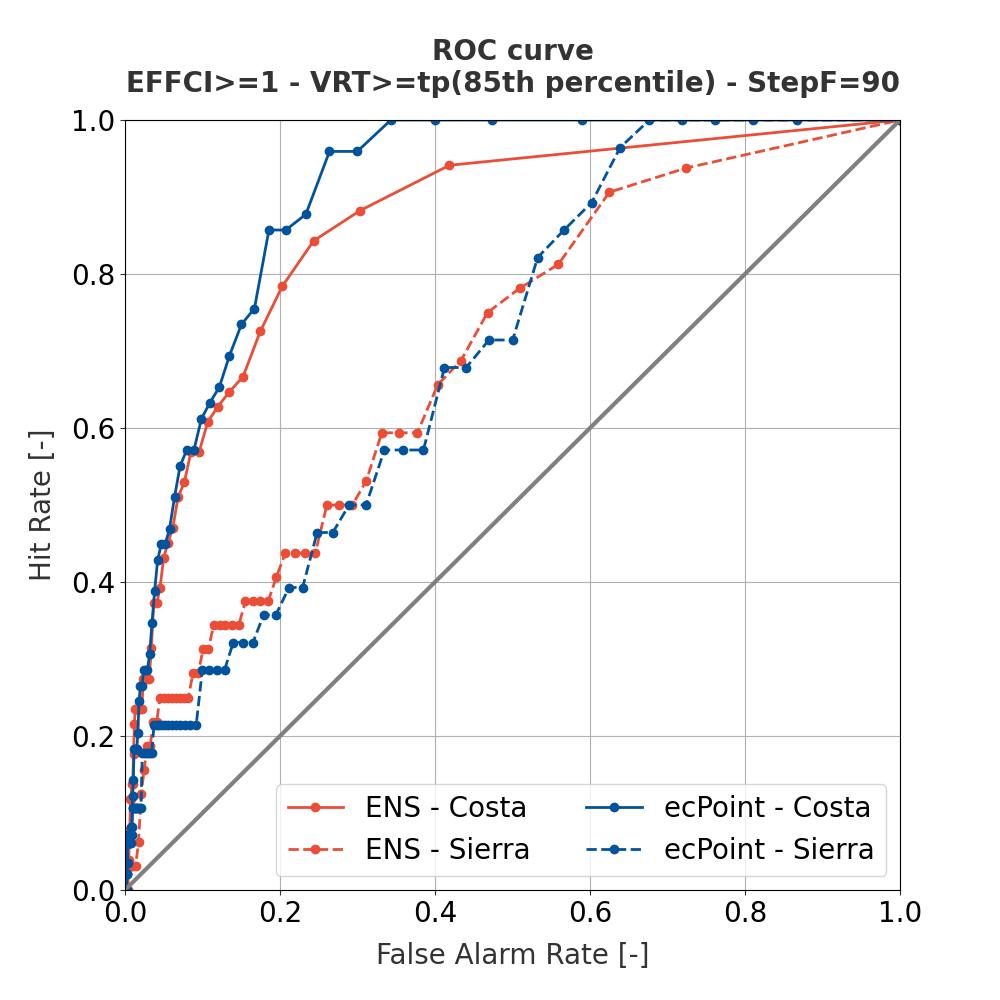 ROC curve
EFFCI>=1 - VRT>=tp(85th percentile) - StepF=90
1.0
0.8
0.6
0.4
0.2
0.0
Hit Rate [-]
ENS - Costa
ENS - Sierra
ecPoint - Costa
ecPoint - Sierra
0.0 0.2 0.4 0.6 0.8 1.0
False Alarm Rate [-]